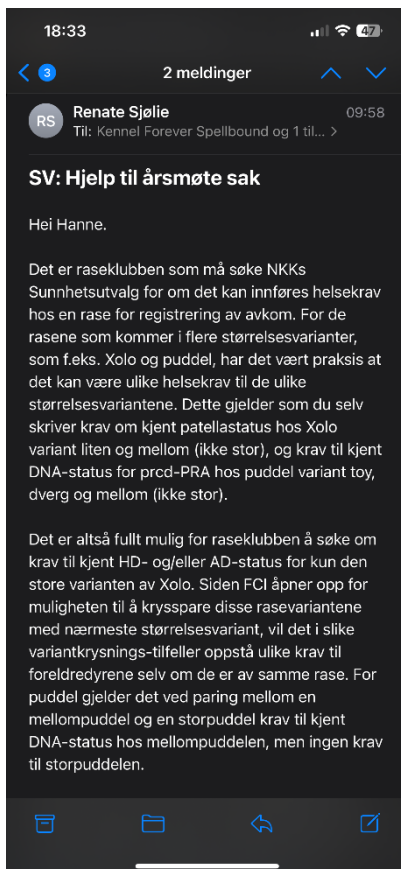 18:33
47
3
2 meldinger
RS
Renate Sjølie
09:58
Til: Kennel Forever Spellbound og 1 til... >
SV: Hjelp til årsmøte sak
Hei Hanne.
Det er raseklubben som må søke NKKs
Sunnhetsutvalg for om det kan innføres helsekrav
hos en rase for registrering av avkom. For de
rasene som kommer i flere størrelsesvarianter,
som f.eks. Xolo og puddel, har det vært praksis at
det kan være ulike helsekrav til de ulike
størrelsesvariantene. Dette gjelder som du selv
skriver krav om kjent patellastatus hos Xolo
variant liten og mellom (ikke stor), og krav til kjent
DNA-status for prcd-PRA hos puddel variant toy,
dverg og mellom (ikke stor).
Det er altså fullt mulig for raseklubben å søke om
krav til kjent HD- og/eller AD-status for kun den
store varianten av Xolo. Siden FCI åpner opp for
muligheten til å krysspare disse rasevariantene
med nærmeste størrelsesvariant, vil det i slike
variantkrysnings-tilfeller oppstå ulike krav til
foreldredyrene selv om de er av samme rase. For
puddel gjelder det ved paring mellom en
mellompuddel og en storpuddel krav til kjent
DNA-status hos mellompuddelen, men ingen krav
til storpuddelen.